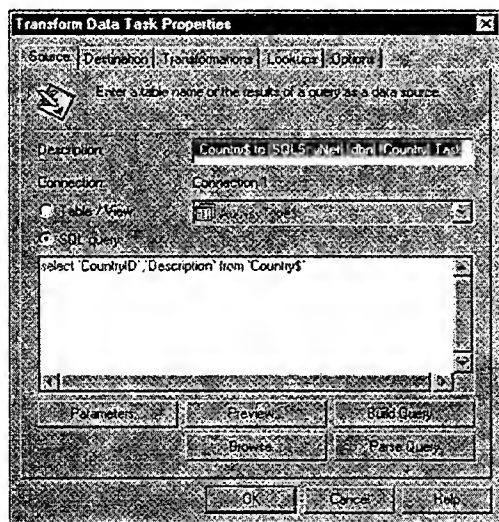 Transform Data Task Properties
Source Destination Transformations Lookups Options
Enter a table name or the results of a query as a data source.
Description:
Country$ to
Connection:
Connection 1
Table / View:
SQL query:
select `CountryID`,`Description` from `Country$`
Parameters... Preview... Build Query...
Browse... Parse Query
OK Cancel Help